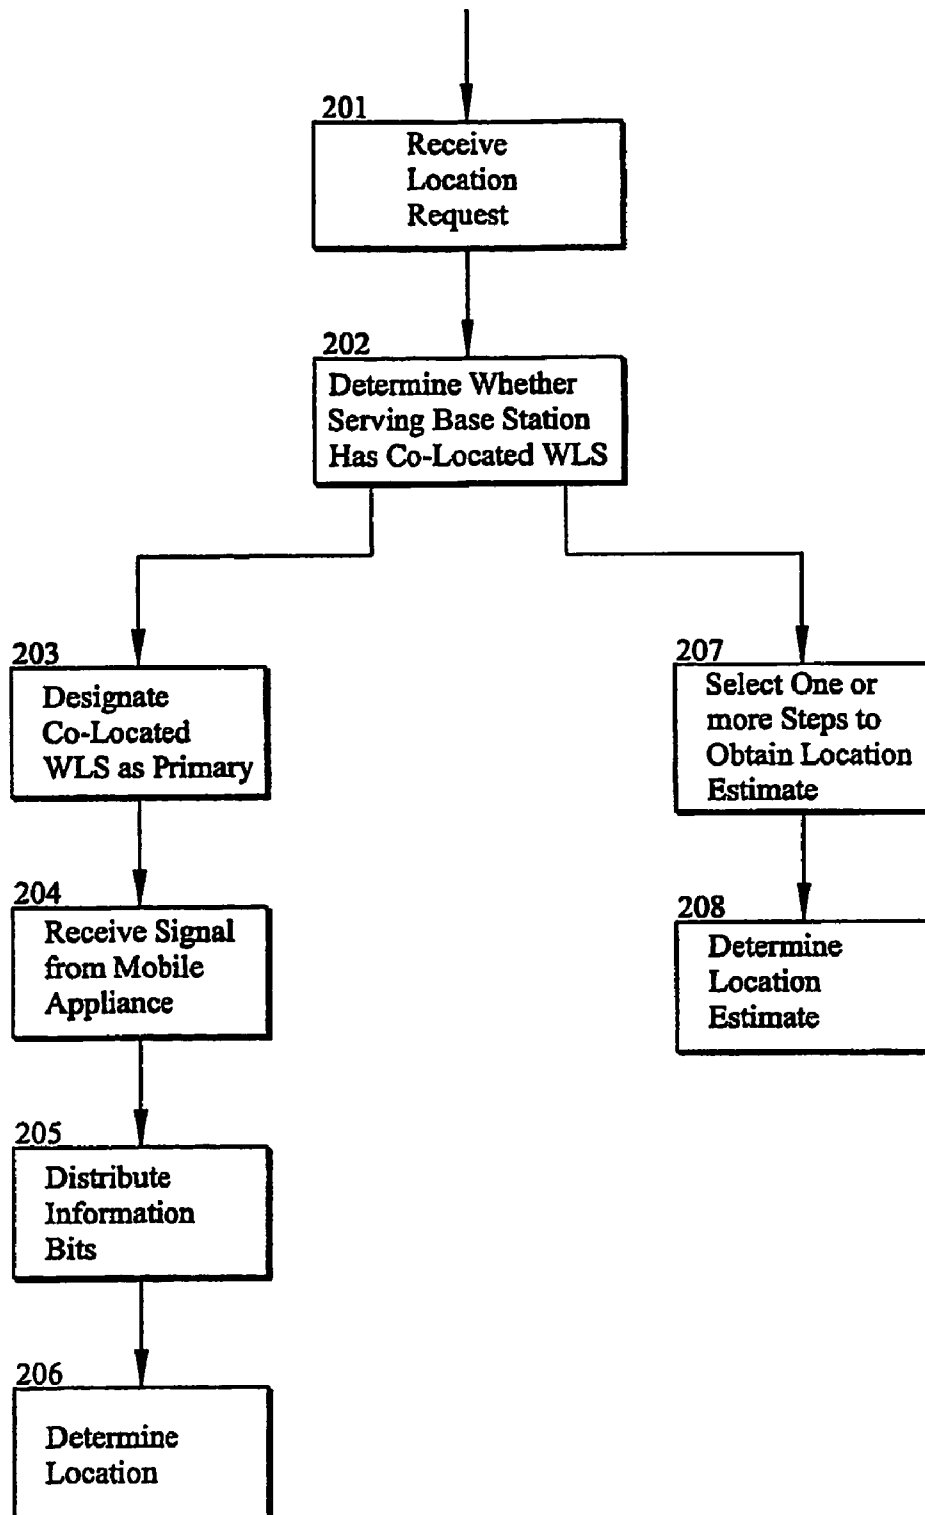 201
Receive
Location
Request
202
Determine Whether
Serving Base Station
Has Co-Located WLS
203
Designate
Co-Located
WLS as Primary
204
Receive Signal
from Mobile
Appliance
205
Distribute
Information
Bits
206
Determine
Location
207
Select One or
more Steps to
Obtain Location
Estimate
208
Determine
Location
Estimate